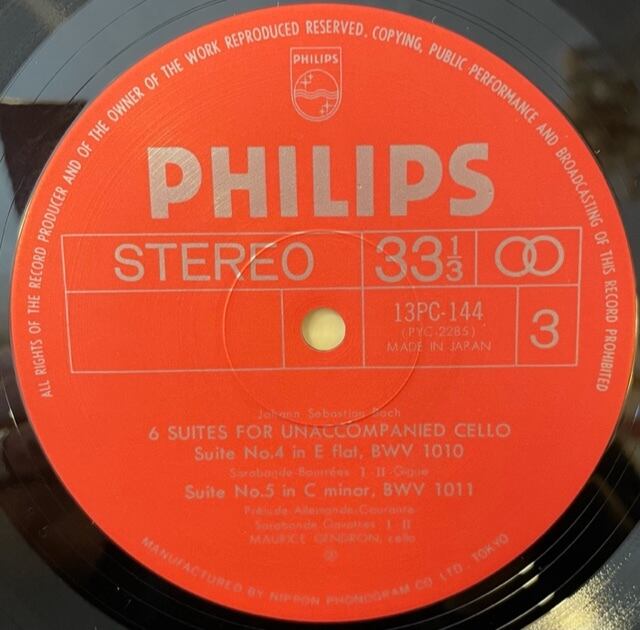 ALL RIGHTS OF THE RECORD PRODUCER AND OF THE OWNER OF THE WORK REPRODUCED RESERVED. COPYING, PUBLIC PERFORMANCE AND BROADCASTING OF THIS RECORD PROHIBITED
PHILIPS
PHILIPS
STEREO 33 1/3
13PC-144
(PYC-2285)
MADE IN JAPAN
3
Johann Sebastian Bach
6 SUITES FOR UNACCOMPANIED CELLO
Suite No.4 in E flat, BWV 1010
Sarabande-Bourrées I-II-Gigue
Suite No.5 in C minor, BWV 1011
Prélude-Allemande-Courante
Sarabande Gavottes I-II
MAURICE GENDRON, cello
Ⓟ
MANUFACTURED BY NIPPON PHONOGRAM CO LTD., TOKYO